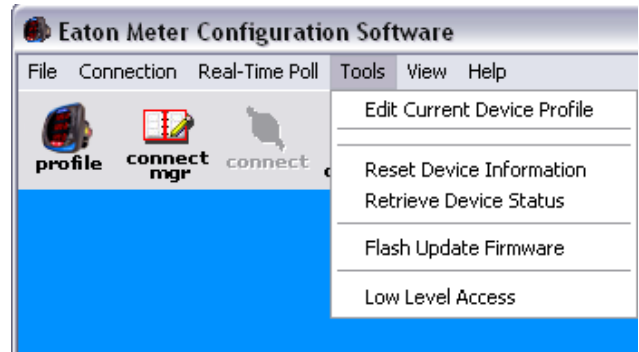 Eaton Meter Configuration Software
File Connection Real-Time Poll Tools View Help
Edit Current Device Profile
profile connect mgr connect
Reset Device Information
Retrieve Device Status
Flash Update Firmware
Low Level Access